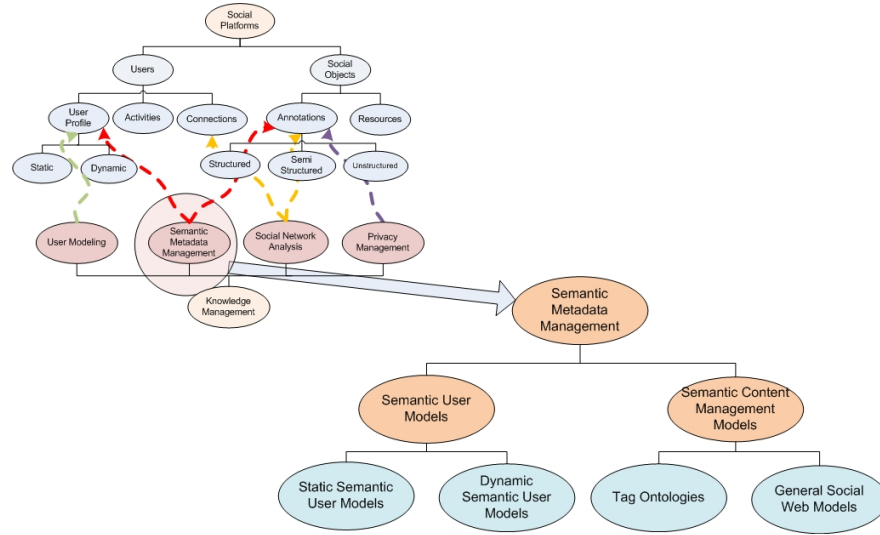 Social
Platforms
Users
Social
Objects
User
Profile
Activities
Connections
Annotations
Resources
Static
Dynamic
Structured
Semi
Structured
Unstructured
User Modeling
Semantic
Metadata
Management
Social Network
Analysis
Privacy
Management
Knowledge
Management
Semantic
Metadata
Management
Semantic User
Models
Semantic Content
Management
Models
Static Semantic
User Models
Dynamic
Semantic User
Models
Tag Ontologies
General Social
Web Models